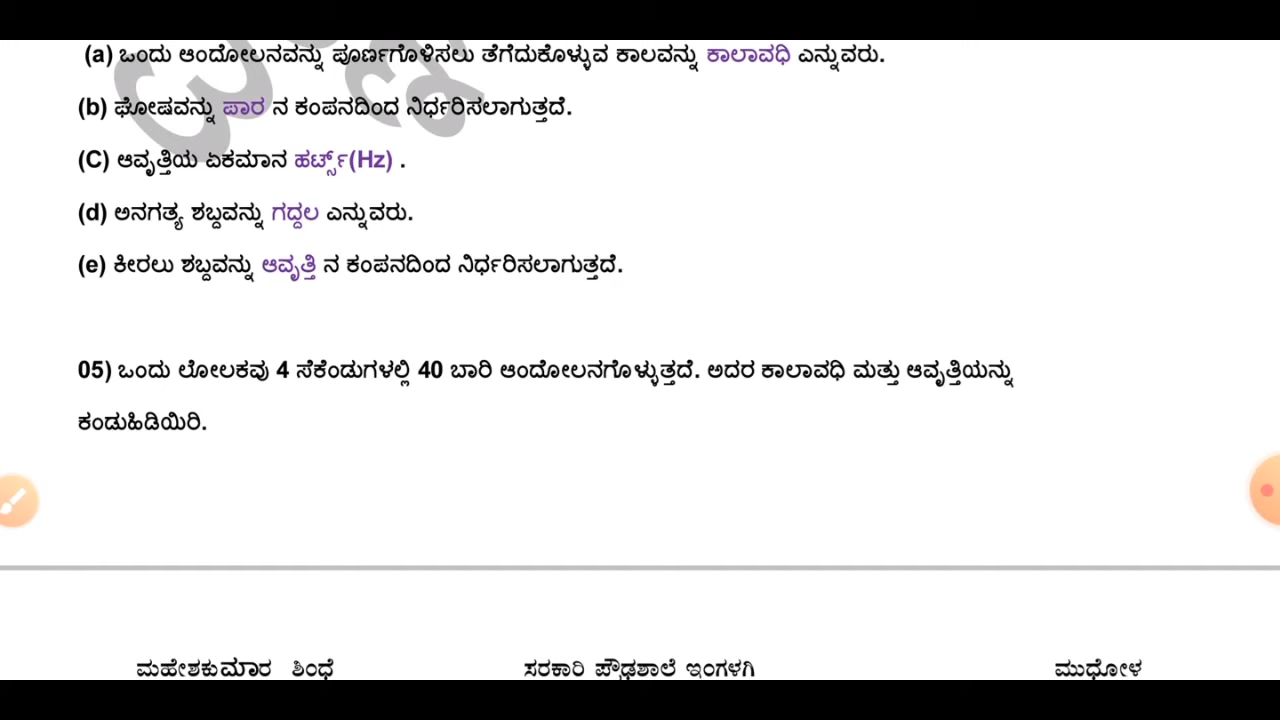 (a) ಒಂದು ಆಂದೋಲನವನ್ನು ಪೂರ್ಣಗೊಳಿಸಲು ತೆಗೆದುಕೊಳ್ಳುವ ಕಾಲವನ್ನು ಕಾಲಾವಧಿ ಎನ್ನುವರು.
(b) ಘೋಷವನ್ನು ಪಾರ ನ ಕಂಪನದಿಂದ ನಿರ್ಧರಿಸಲಾಗುತ್ತದೆ.
(C) ಆವೃತ್ತಿಯ ಏಕಮಾನ ಹರ್ಟ್ಸ್(Hz) .
(d) ಅನಗತ್ಯ ಶಬ್ದವನ್ನು ಗದ್ದಲ ಎನ್ನುವರು.
(e) ಕೀರಲು ಶಬ್ದವನ್ನು ಆವೃತ್ತಿ ನ ಕಂಪನದಿಂದ ನಿರ್ಧರಿಸಲಾಗುತ್ತದೆ.
05) ಒಂದು ಲೋಲಕವು 4 ಸೆಕೆಂಡುಗಳಲ್ಲಿ 40 ಬಾರಿ ಆಂದೋಲನಗೊಳ್ಳುತ್ತದೆ. ಅದರ ಕಾಲಾವಧಿ ಮತ್ತು ಆವೃತ್ತಿಯನ್ನು
ಕಂಡುಹಿಡಿಯಿರಿ.
ಮಹೇಶಕುಮಾರ ಶಿಂಧೆ ಸರಕಾರಿ ಪೌಢಶಾಲೆ ಇಂಗಳಗಿ ಮುಧೋಳ